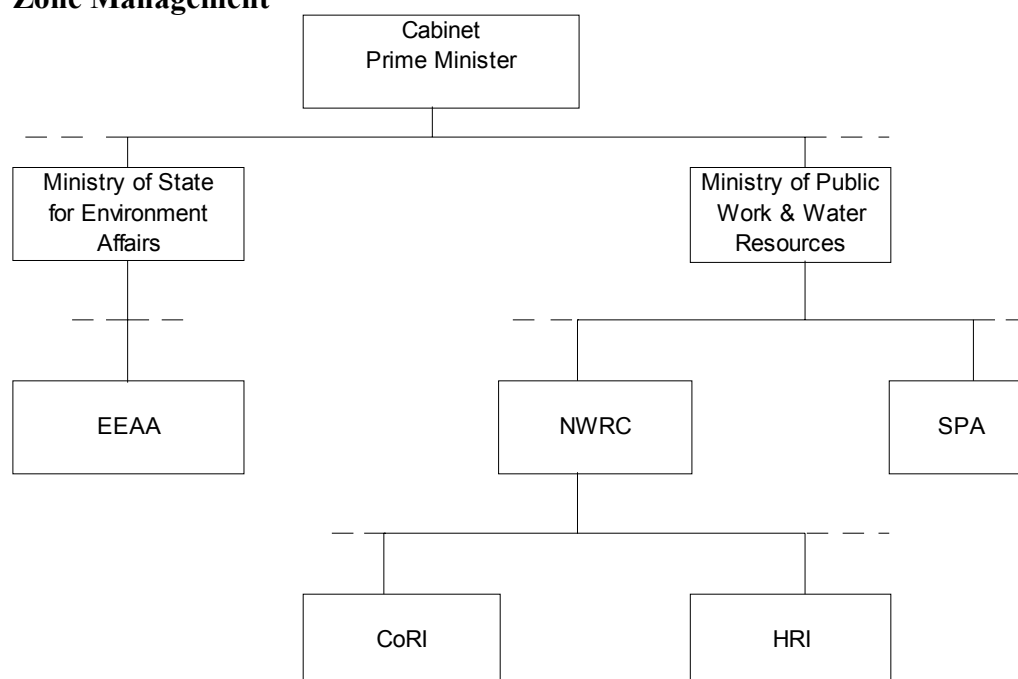 Zone Management
Cabinet
Prime Minister
Ministry of State
for Environment
Affairs
Ministry of Public
Work & Water
Resources
EEAA
NWRC
SPA
CoRI
HRI